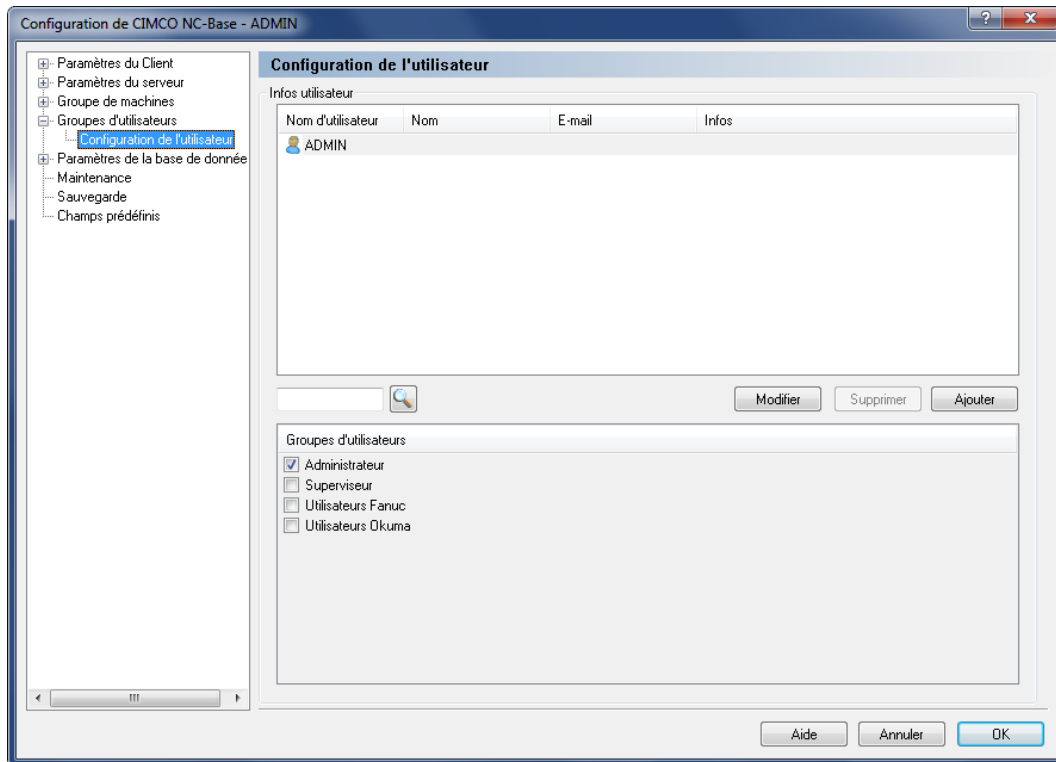 Configuration de CIMCO NC-Base - ADMIN
Paramètres du Client
Paramètres du serveur
Groupe de machines
Groupes d'utilisateurs
Configuration de l'utilisateur
Paramètres de la base de donnée
Maintenance
Sauvegarde
Champs prédéfinis
Configuration de l'utilisateur
Infos utilisateur
Nom d'utilisateur Nom E-mail Infos
ADMIN
Modifier Supprimer Ajouter
Groupes d'utilisateurs
Administrateur
Superviseur
Utilisateurs Fanuc
Utilisateurs Okuma
Aide Annuler OK